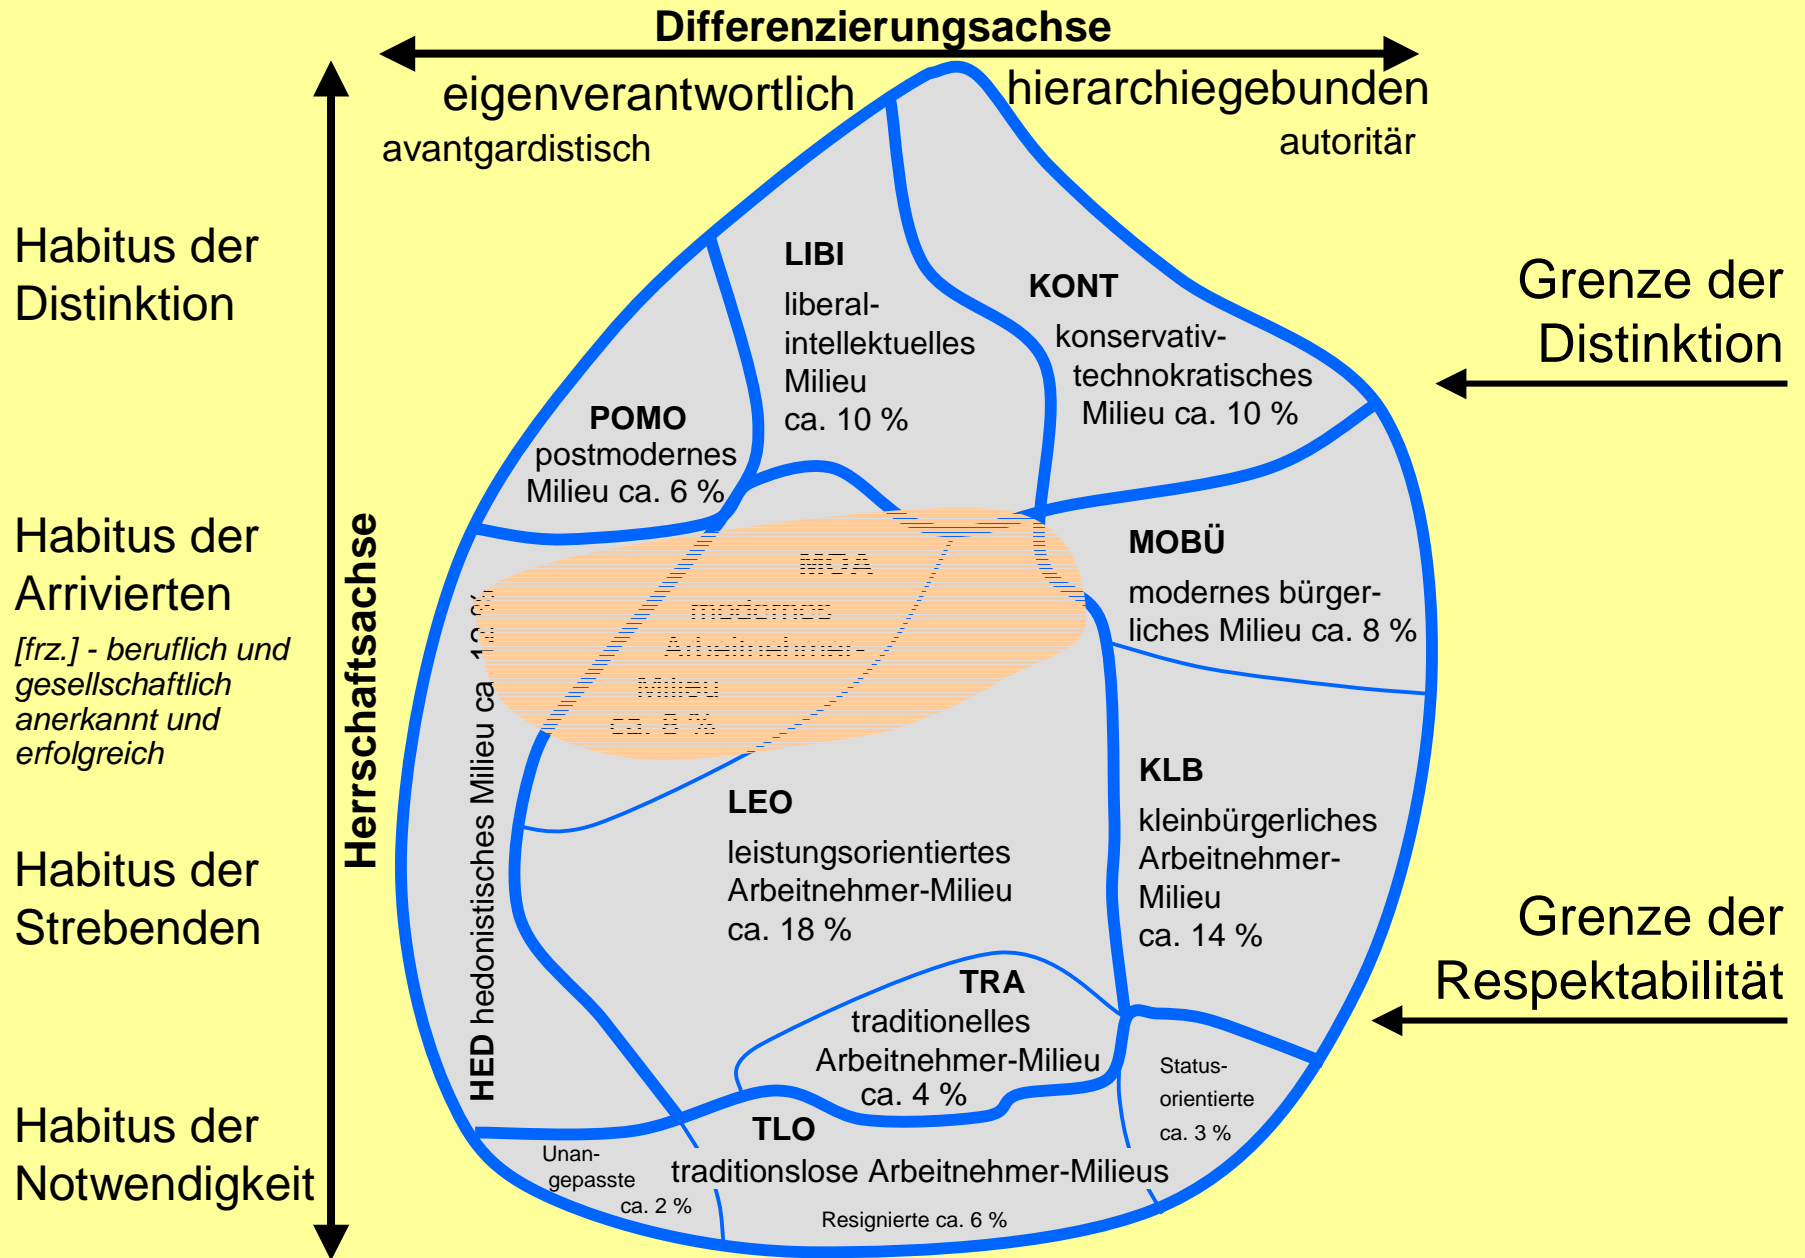 Differenzierungsachse
eigenverantwortlich
hierarchiegebunden
avantgardistisch
autoritär
Habitus der
Distinktion
Habitus der
Arrivierten
[frz.] - beruflich und
gesellschaftlich
anerkannt und
erfolgreich
Habitus der
Strebenden
Habitus der
Notwendigkeit
Herrschaftsachse
LIBI
liberal-
intellektuelles
Milieu
ca. 10 %
KONT
konservativ-
technokratisches
Milieu ca. 10 %
POMO
postmodernes
Milieu ca. 6 %
MOA
modernes
Arbeitnehmer-
Milieu
ca. 8 %
MOBÜ
modernes bürger-
liches Milieu ca. 8 %
HED hedonistisches Milieu ca. 12 %
LEO
leistungsorientiertes
Arbeitnehmer-Milieu
ca. 18 %
KLB
kleinbürgerliches
Arbeitnehmer-
Milieu
ca. 14 %
TRA
traditionelles
Arbeitnehmer-Milieu
ca. 4 %
Status-
orientierte
ca. 3 %
TLO
traditionslose Arbeitnehmer-Milieus
Unan-
gepasste
ca. 2 %
Resignierte ca. 6 %
Grenze der
Distinktion
Grenze der
Respektabilität